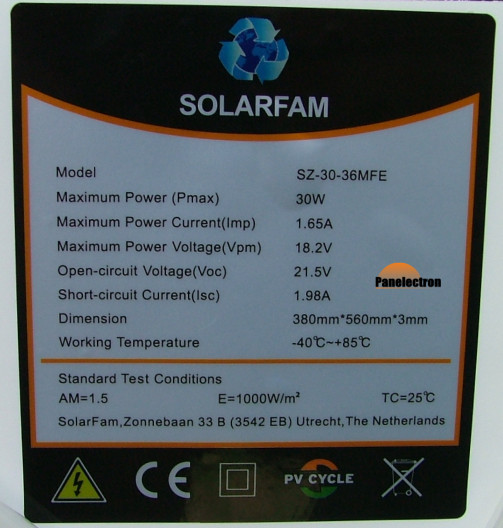 SOLARFAM
Model SZ-30-36MFE
Maximum Power (Pmax) 30W
Maximum Power Current(Imp) 1.65A
Maximum Power Voltage(Vpm) 18.2V
Open-circuit Voltage(Voc) 21.5V
Panelectron
Short-circuit Current(Isc) 1.98A
Dimension 380mm*560mm*3mm
Working Temperature -40℃~+85℃
Standard Test Conditions
AM=1.5 E=1000W/m² TC=25℃
SolarFam,Zonnebaan 33 B (3542 EB) Utrecht,The Netherlands
CE PV CYCLE